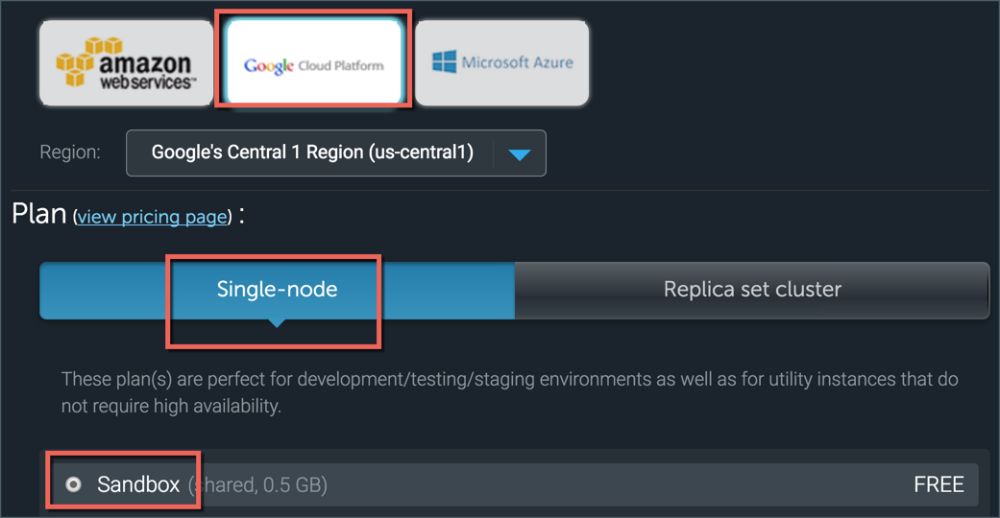 amazon
webservices™
Google Cloud Platform
Microsoft Azure
Region:
Google's Central 1 Region (us-central1)
Plan (view pricing page) :
Single-node
Replica set cluster
These plan(s) are perfect for development/testing/staging environments as well as for utility instances that do
not require high availability.
Sandbox (shared, 0.5 GB)
FREE